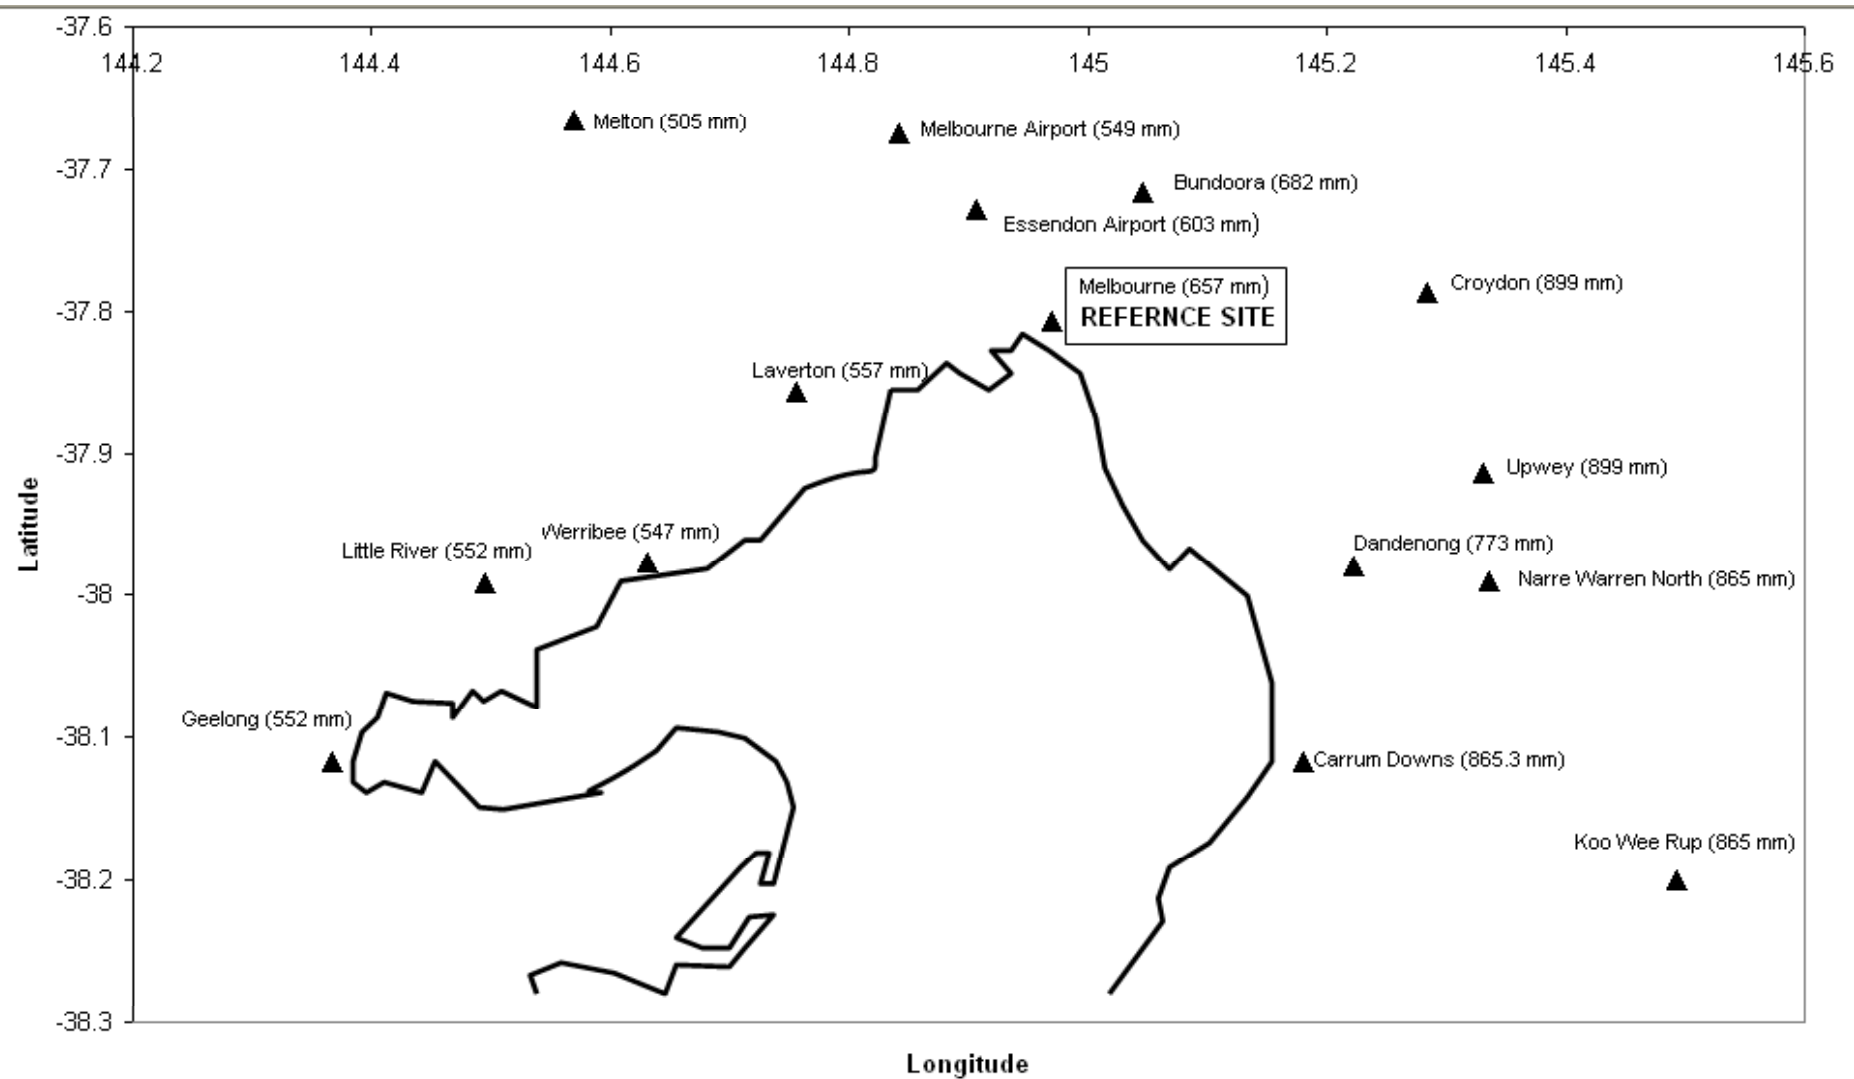 -37.6
144.2 144.4 144.6 144.8 145 145.2 145.4 145.6
Melton (505 mm)
Melbourne Airport (549 mm)
-37.7
Bundoora (682 mm)
Essendon Airport (603 mm)
Melbourne (657 mm)
REFERNCE SITE
Croydon (899 mm)
-37.8
Laverton (557 mm)
-37.9
Upwey (899 mm)
Latitude
Werribee (547 mm)
Little River (552 mm)
Dandenong (773 mm)
Narre Warren North (865 mm)
-38
Geelong (552 mm)
-38.1
Carrum Downs (865.3 mm)
Koo Wee Rup (865 mm)
-38.2
-38.3
Longitude